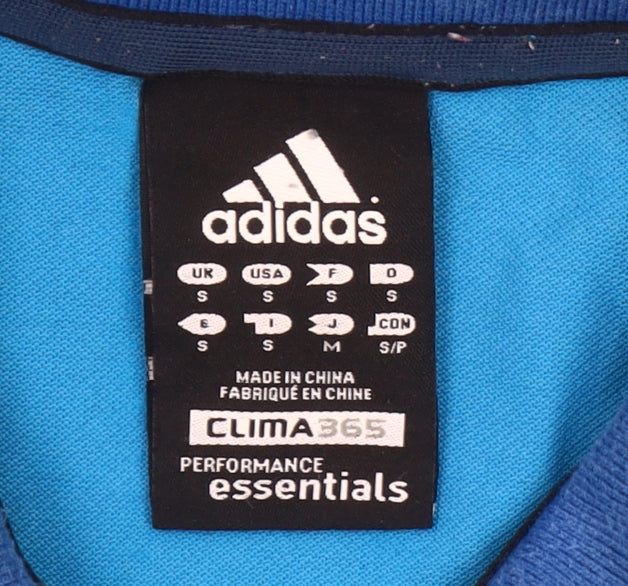 adidas
UK USA F D
S S S S
E I J CON
S S M S/P
MADE IN CHINA
FABRIQUÉ EN CHINE
CLIMA365
PERFORMANCE
essentials